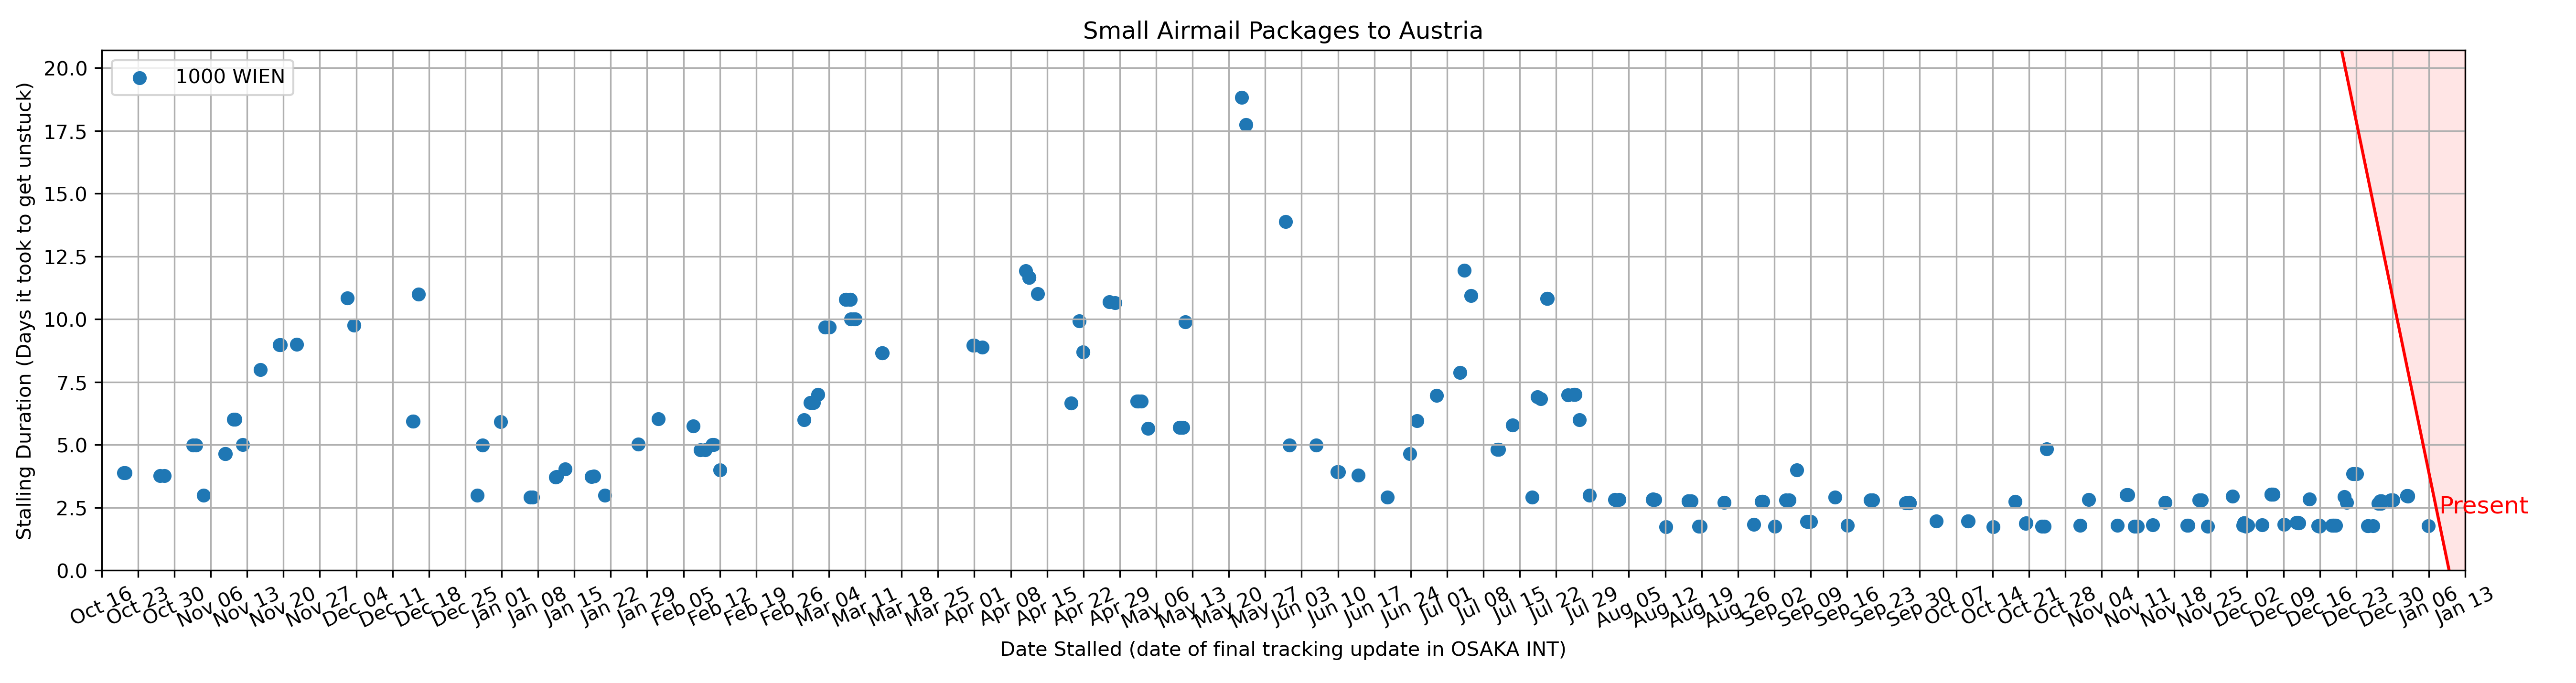 Small Airmail Packages to Austria
1000 WIEN
Stalling Duration (Days it took to get unstuck)
20.0
17.5
15.0
12.5
10.0
7.5
5.0
2.5
0.0
Present
Oct 16 Oct 23 Oct 30 Nov 06 Nov 13 Nov 20 Nov 27 Dec 04 Dec 11 Dec 18 Dec 25 Jan 01 Jan 08 Jan 15 Jan 22 Jan 29 Feb 05 Feb 12 Feb 19 Feb 26 Mar 04 Mar 11 Mar 18 Mar 25 Apr 01 Apr 08 Apr 15 Apr 22 Apr 29 May 06 May 13 May 20 May 27 Jun 03 Jun 10 Jun 17 Jun 24 Jul 01 Jul 08 Jul 15 Jul 22 Jul 29 Aug 05 Aug 12 Aug 19 Aug 26 Sep 02 Sep 09 Sep 16 Sep 23 Sep 30 Oct 07 Oct 14 Oct 21 Oct 28 Nov 04 Nov 11 Nov 18 Nov 25 Dec 02 Dec 09 Dec 16 Dec 23 Dec 30 Jan 06 Jan 13
Date Stalled (date of final tracking update in OSAKA INT)